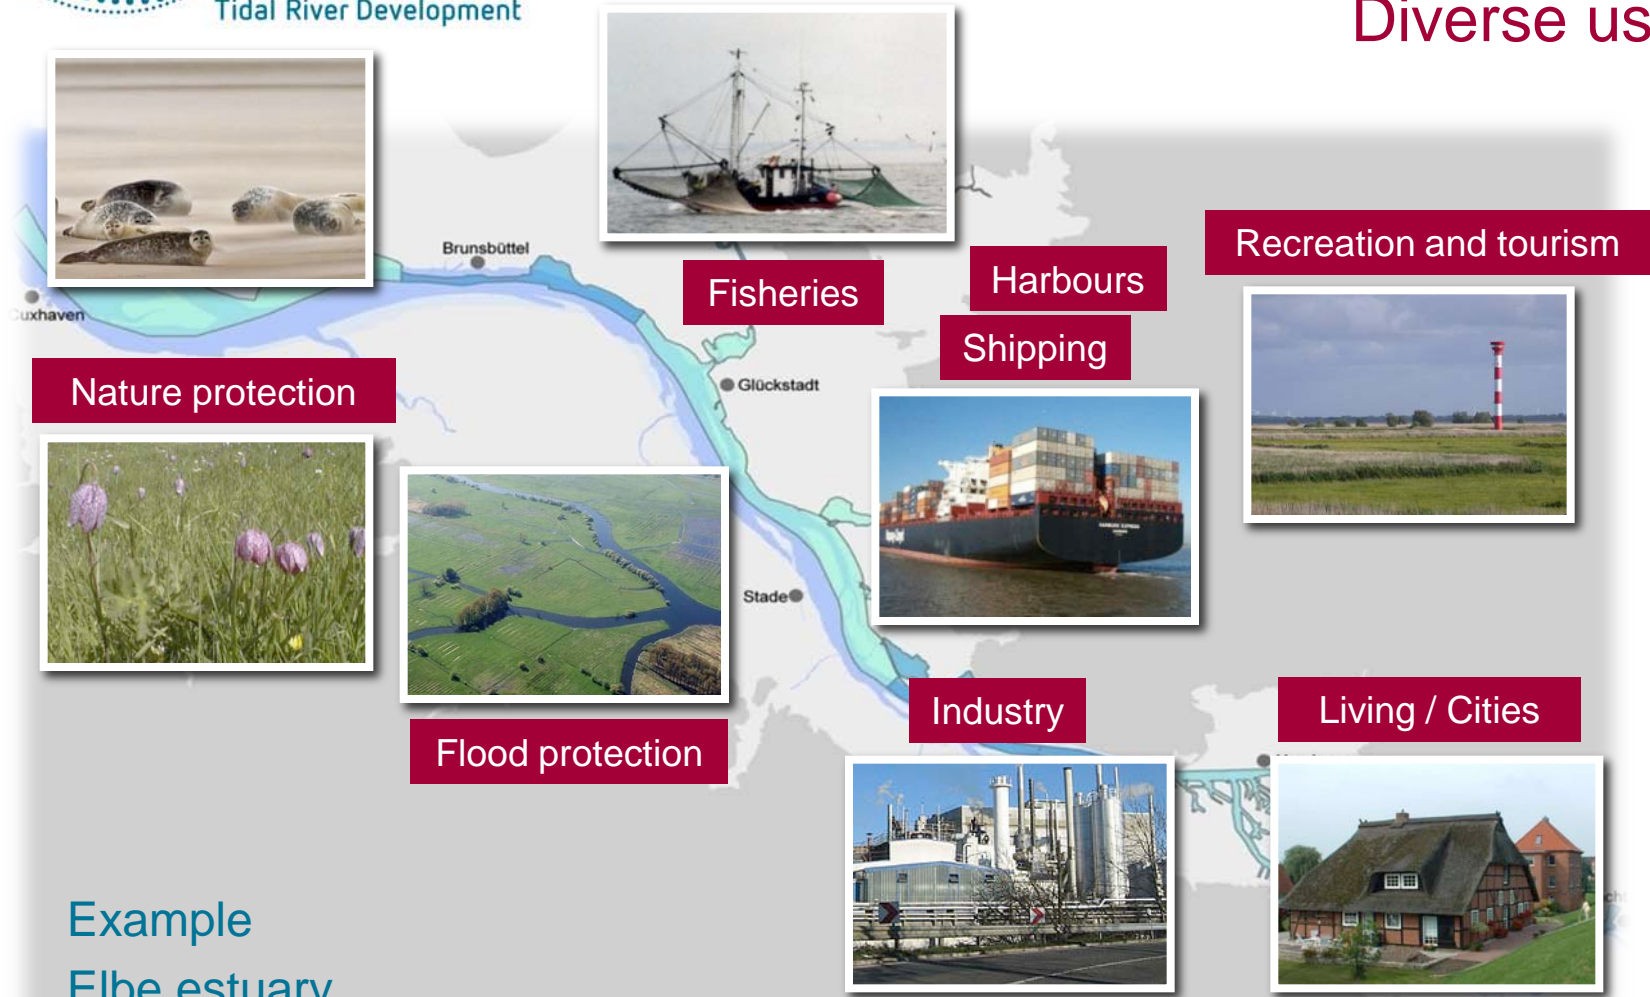 Tidal River Development
Diverse us
Brunsbüttel
uxhaven
Fisheries
Harbours
Recreation and tourism
Shipping
Nature protection
Glückstadt
Stade
Industry
Living / Cities
Flood protection
Example
Elbe estuary